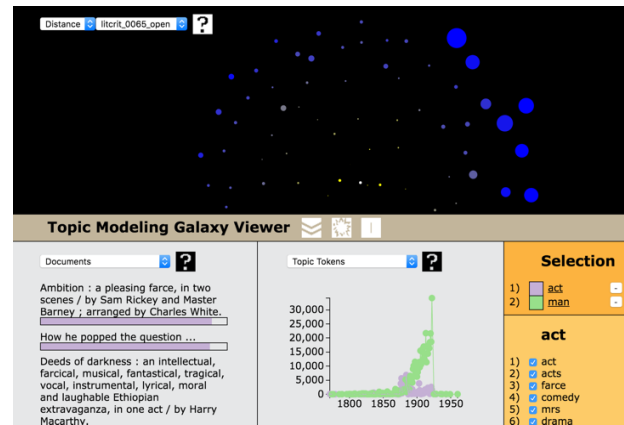 Distance litcrit_0065_open ?
Topic Modeling Galaxy Viewer
Documents ?
Ambition : a pleasing farce, in two
scenes / by Sam Rickey and Master
Barney ; arranged by Charles White.
How he popped the question ...
Deeds of darkness : an intellectual,
farcical, musical, fantastical, tragical,
vocal, instrumental, lyrical, moral
and laughable Ethiopian
extravaganza, in one act / by Harry
Macarthy.
Topic Tokens ?
30,000
25,000
20,000
15,000
10,000
5,000
0
1800 1850 1900 1950
Selection
1) act -
2) man -
act
1) act
2) acts
3) farce
4) comedy
5) mrs
6) drama